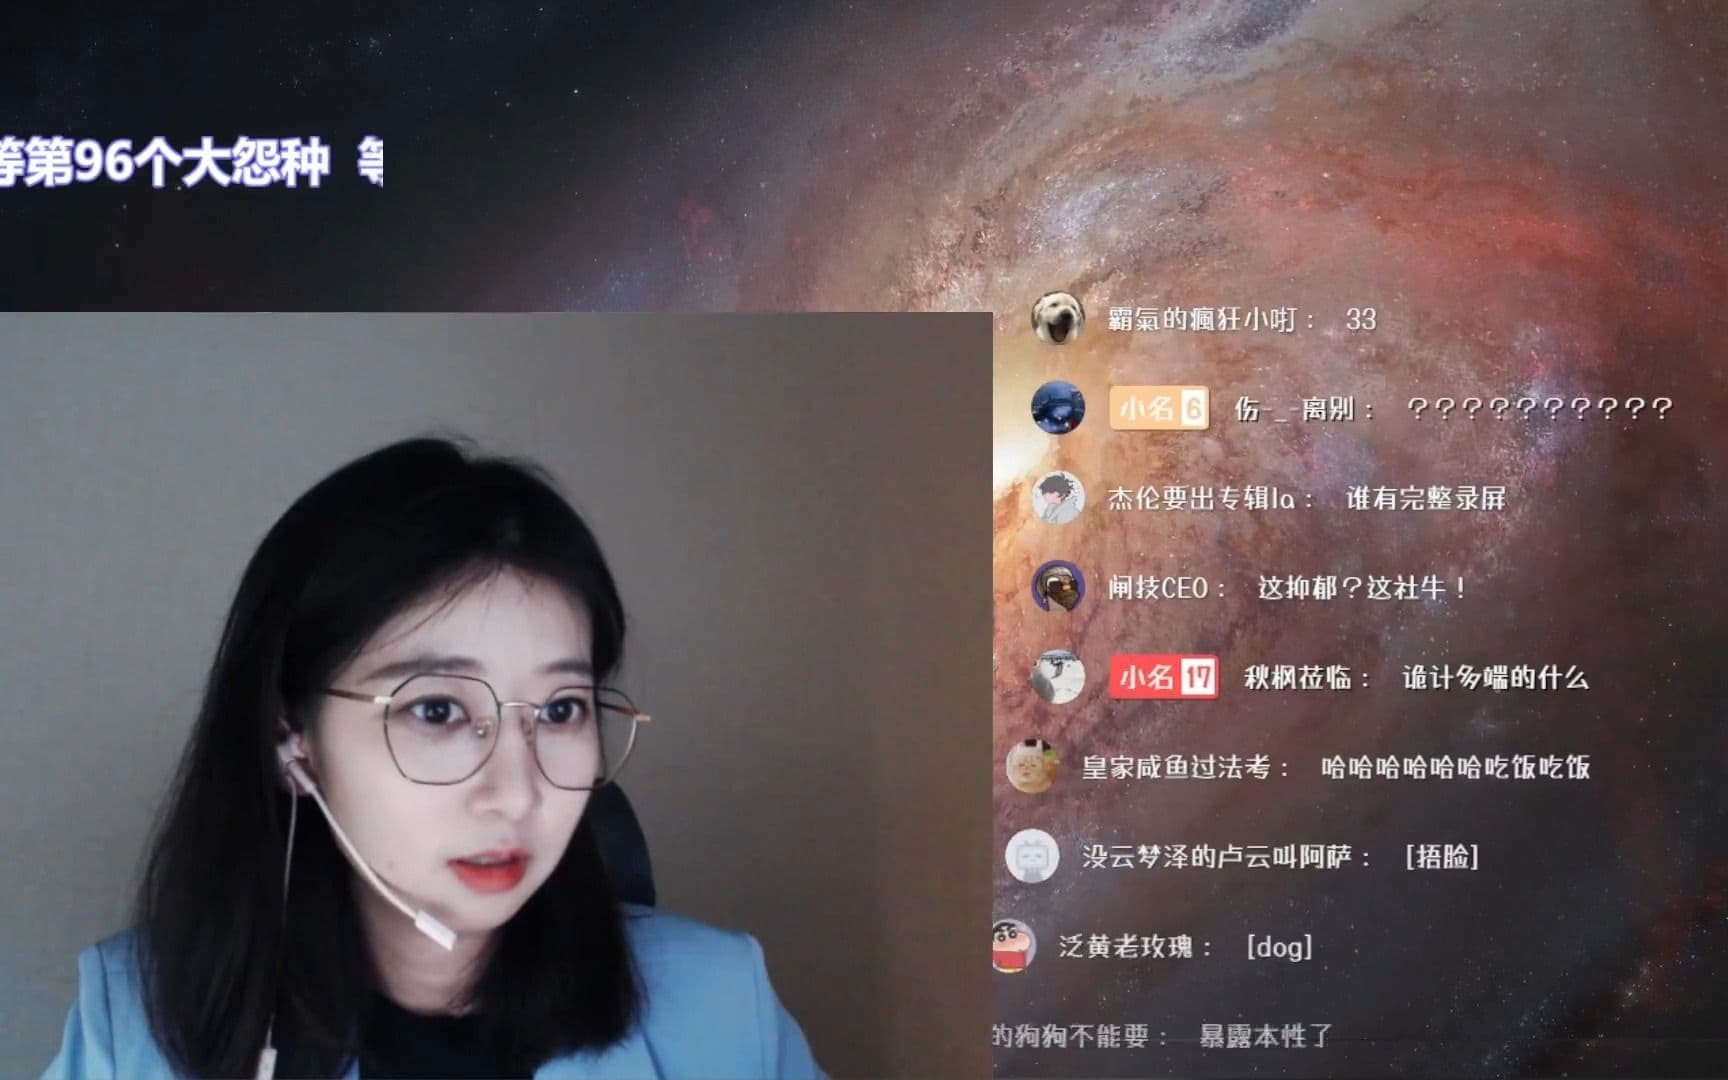 等第96个大怨种 等
霸氣的瘋狂小叮： 33
小名 6 伤-_-离别： ？？？？？？？？？？
杰伦要出专辑la： 谁有完整录屏
闸技CEO： 这抑郁？这社牛！
小名 17 秋枫莅临： 诡计多端的什么
皇家咸鱼过法考： 哈哈哈哈哈哈吃饭吃饭
没云梦泽的卢云叫阿萨： [捂脸]
泛黄老玫瑰： [dog]
的狗狗不能要： 暴露本性了